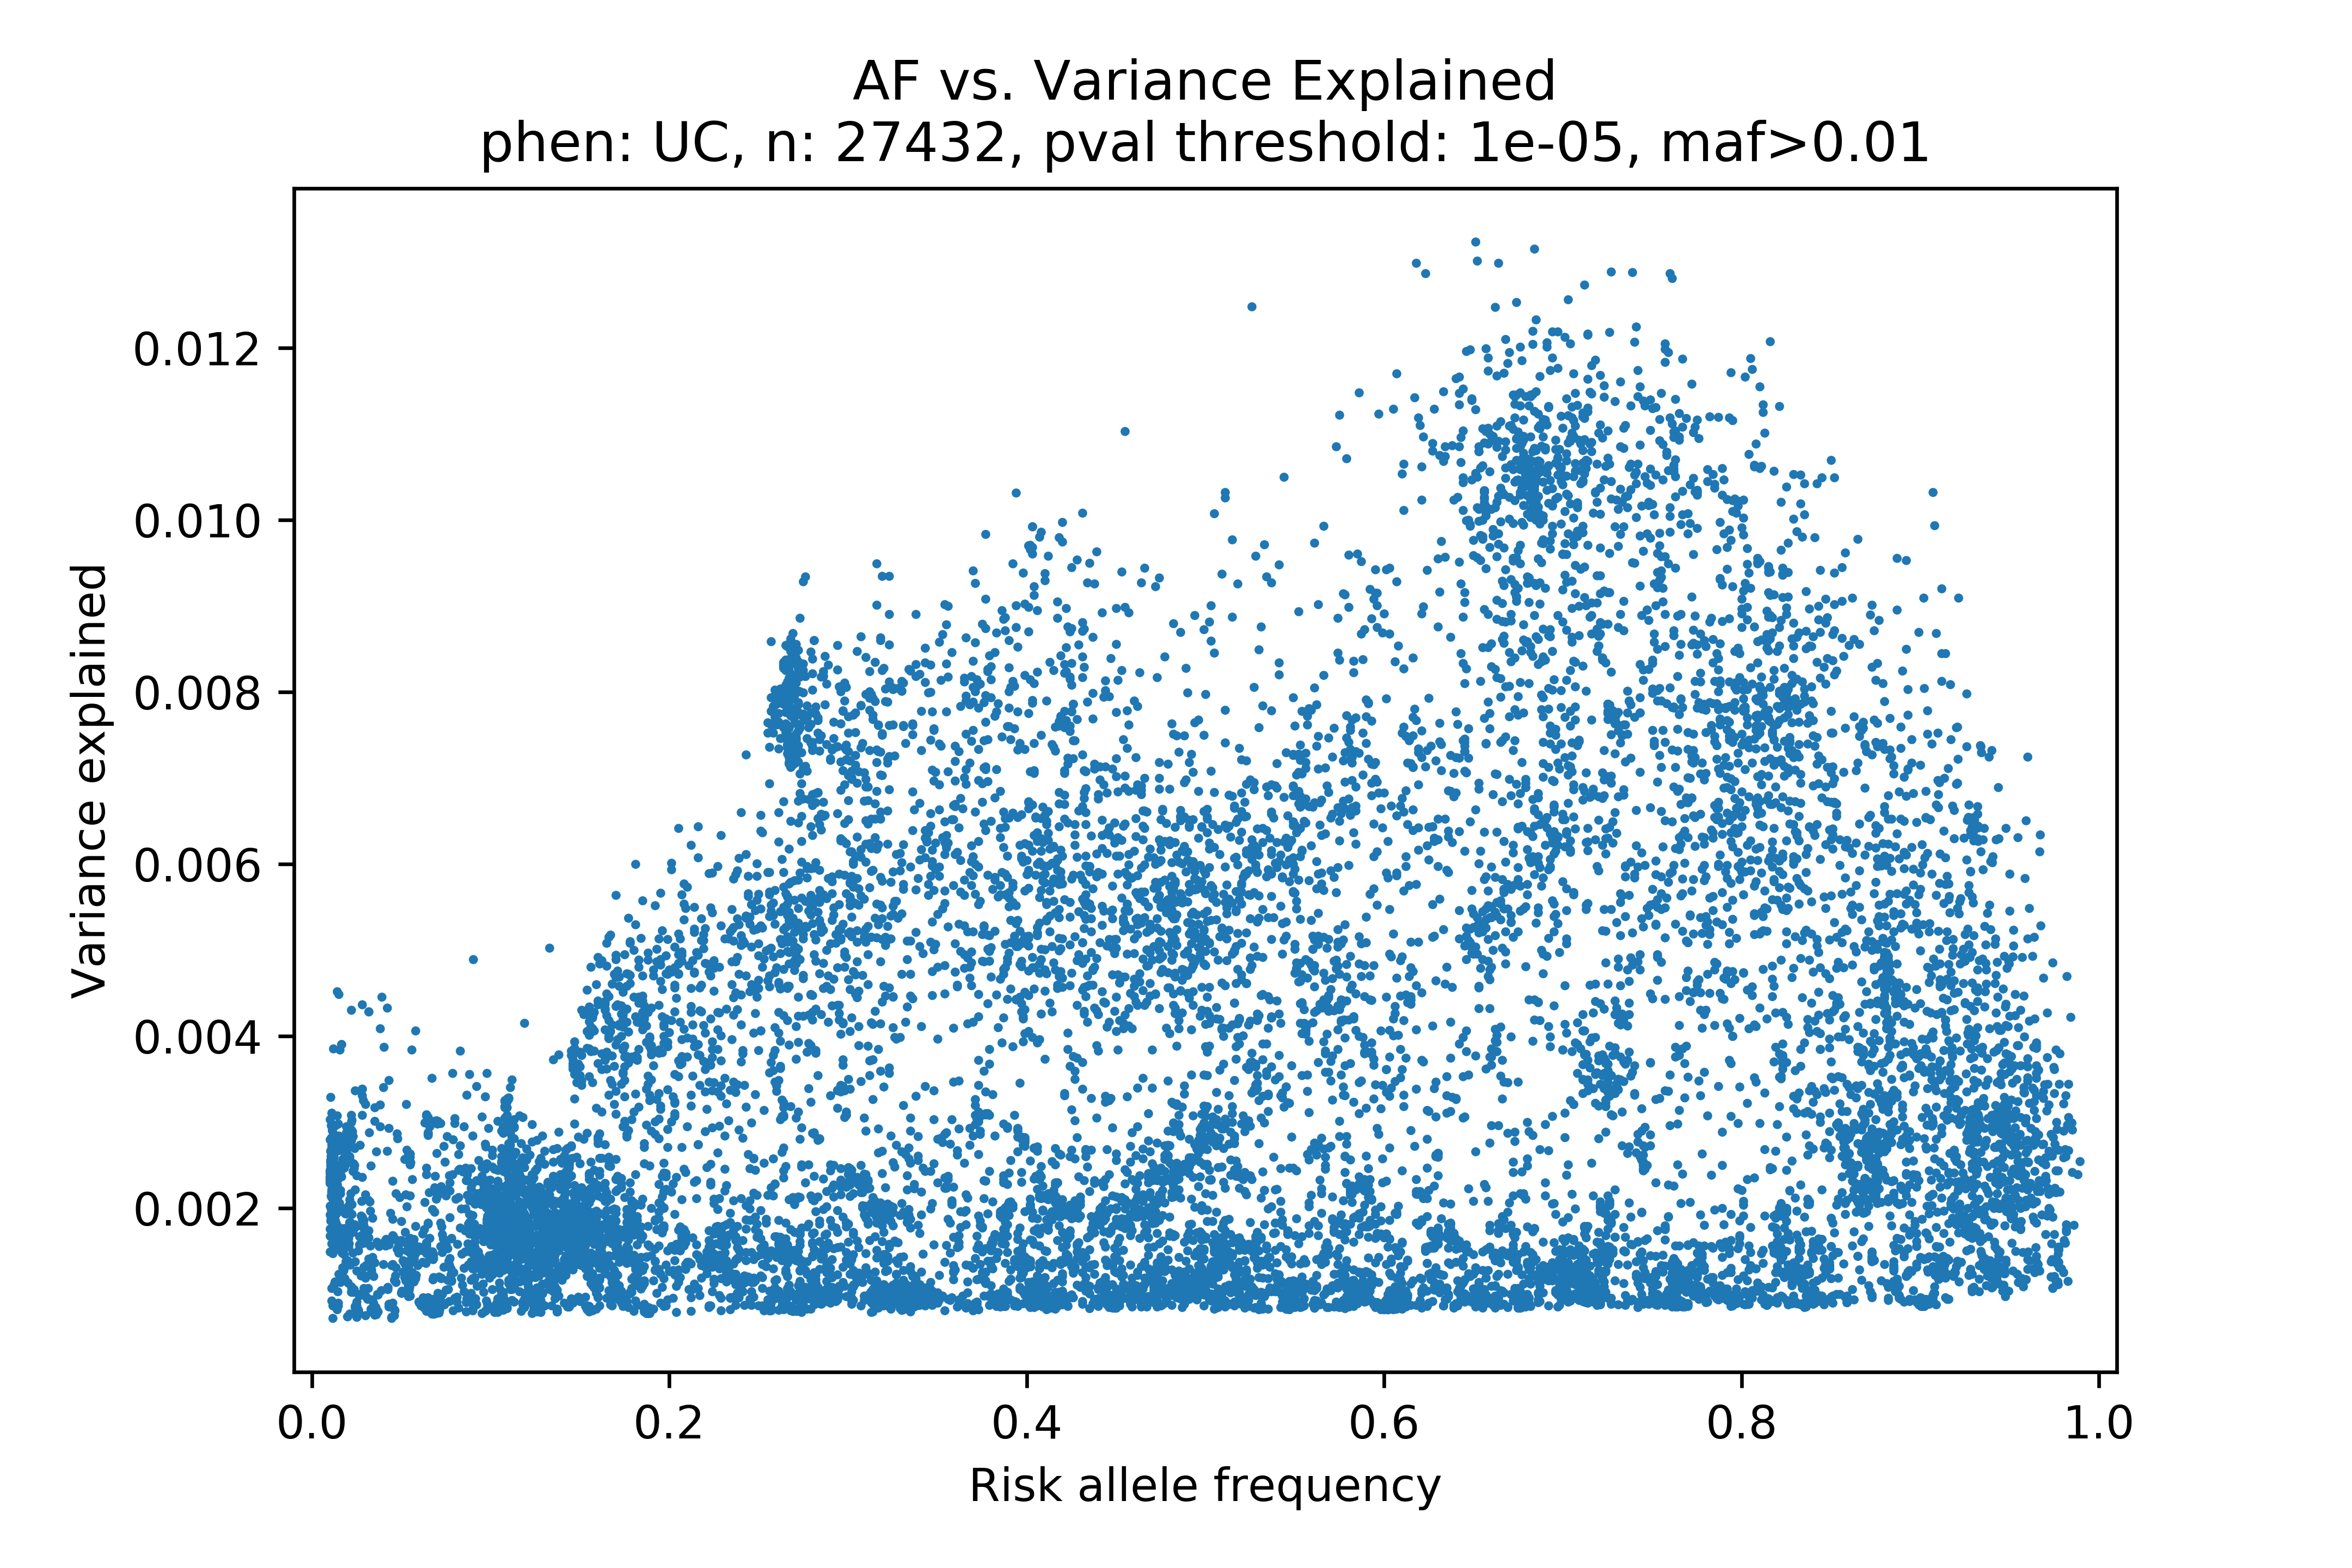 AF vs. Variance Explained
phen: UC, n: 27432, pval threshold: 1e-05, maf>0.01
Variance explained
0.012
0.010
0.008
0.006
0.004
0.002
0.0 0.2 0.4 0.6 0.8 1.0
Risk allele frequency